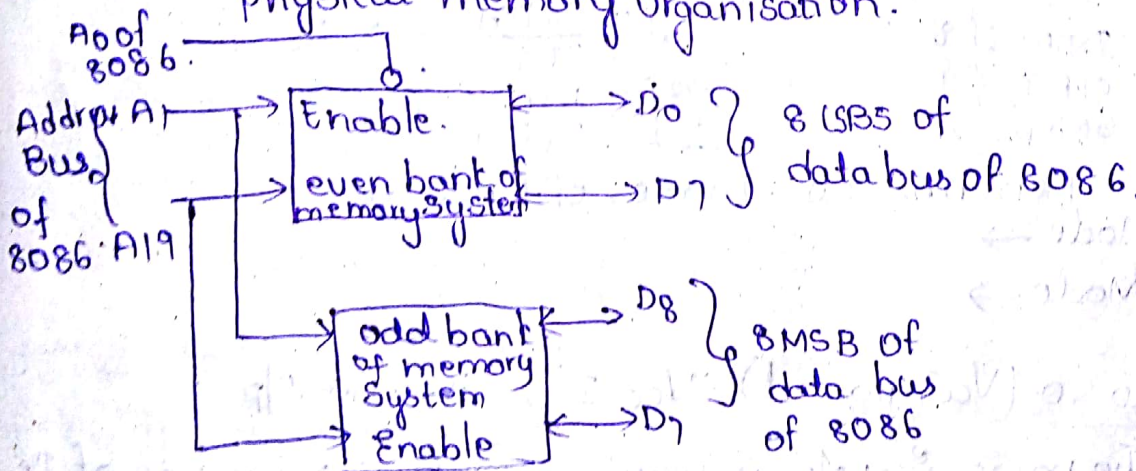 Physical memory Organisation.
A0 of
8086.
Address A1
Bus
of
8086 A19
Enable.
even bank of
memory system
D0
D7
8 LSBS of
data bus of 8086
odd bank
of memory
System
Enable
D8
D7
8 MSB of
data bus
of 8086